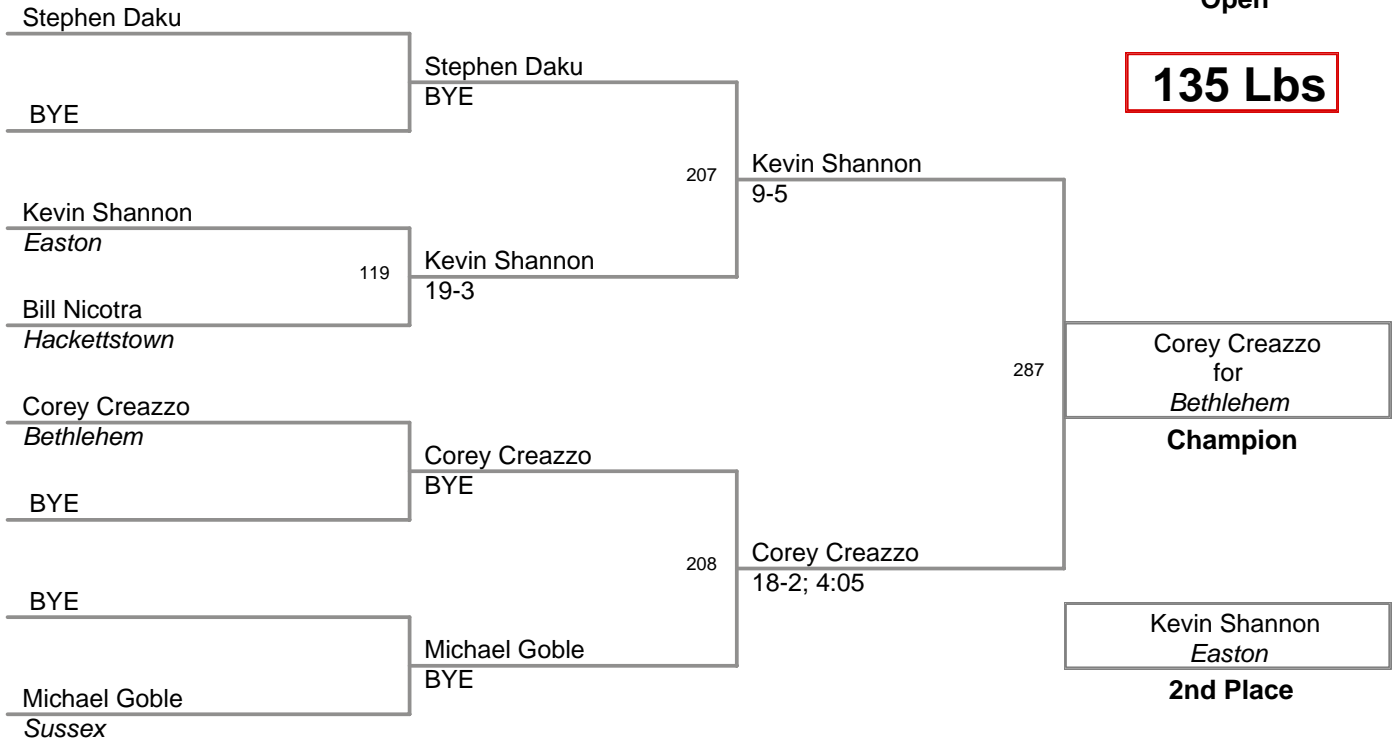 Open
135 Lbs
Stephen Daku
BYE
Kevin Shannon
Easton
Bill Nicotra
Hackettstown
Corey Creazzo
Bethlehem
BYE
BYE
Michael Goble
Sussex
Stephen Daku
BYE
119
Kevin Shannon
19-3
Corey Creazzo
BYE
Michael Goble
BYE
207
Kevin Shannon
9-5
208
Corey Creazzo
18-2; 4:05
287
Corey Creazzo
for
Bethlehem
Champion
Kevin Shannon
Easton
2nd Place